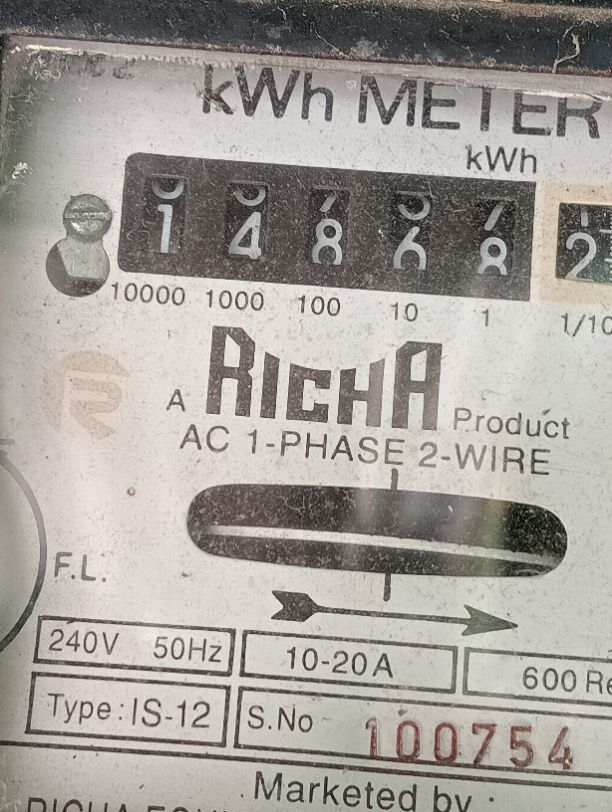 kWh METER
kWh
1 4 8 6 8 2
10000 1000 100 10 1 1/10
A RICHA Product
AC 1-PHASE 2-WIRE
F.L.
240V 50Hz 10-20A 600 Re
Type : IS-12 S.No 100754
Marketed by :
RICHA